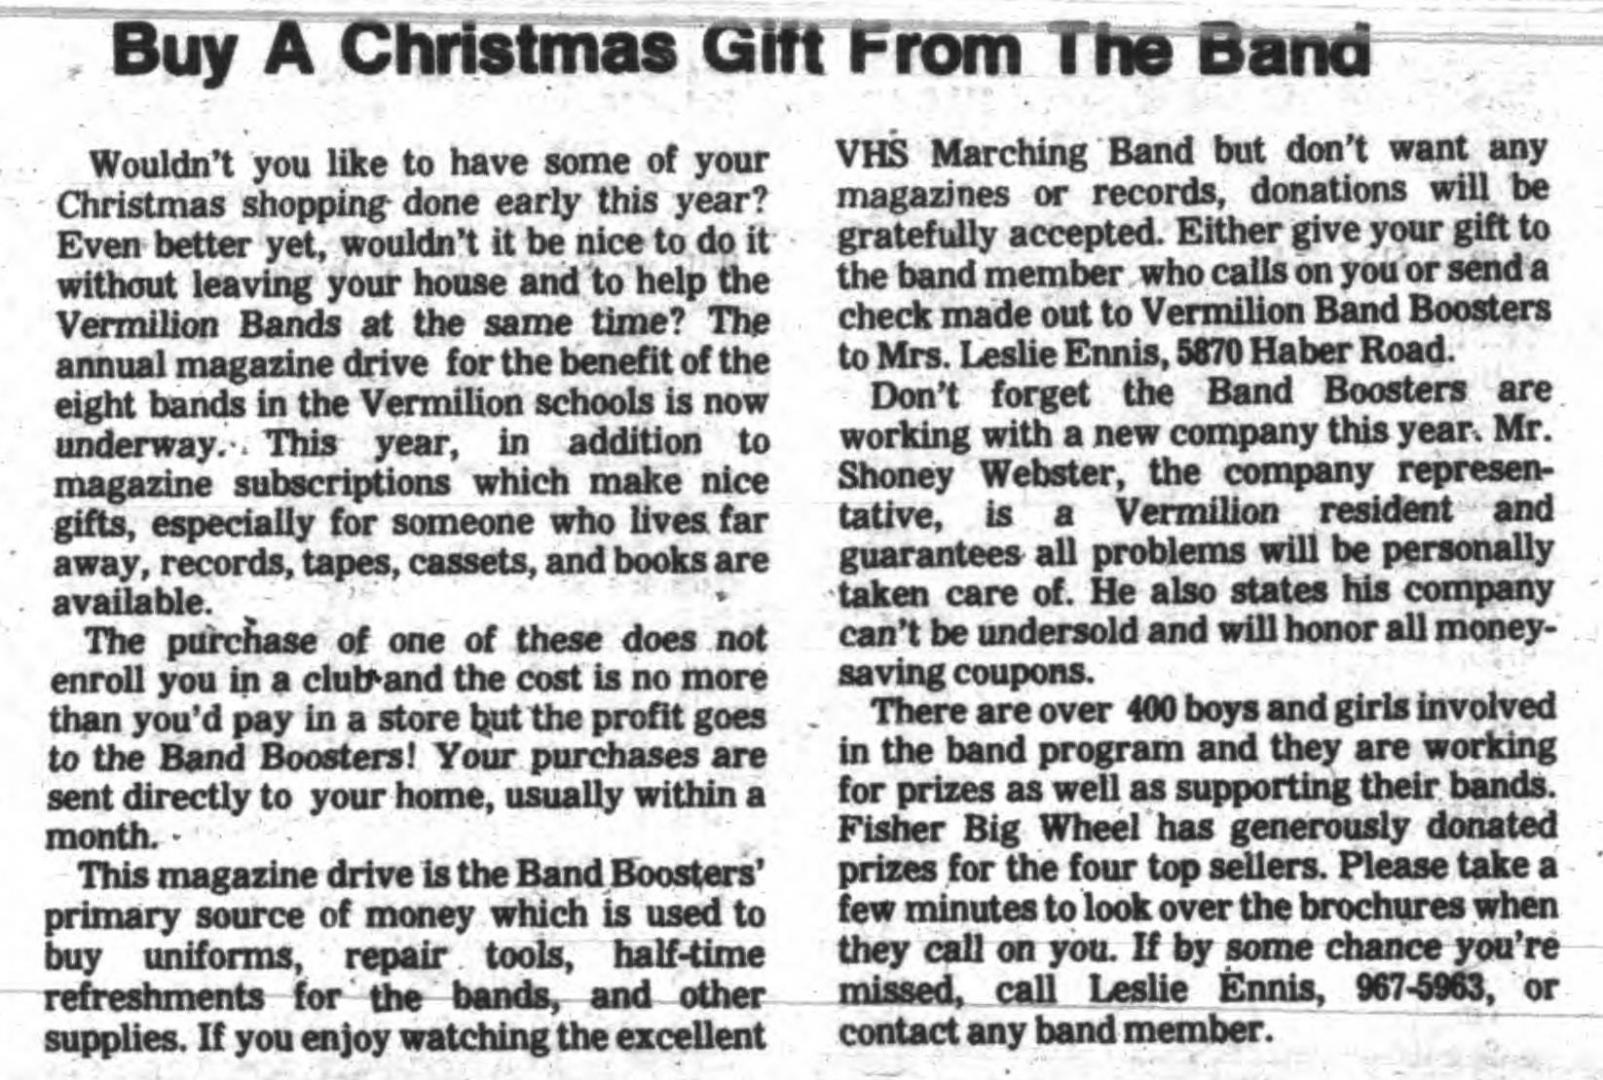 Buy A Christmas Gift From The Band
Wouldn't you like to have some of your
Christmas shopping done early this year?
Even better yet, wouldn't it be nice to do it
without leaving your house and to help the
Vermilion Bands at the same time? The
annual magazine drive for the benefit of the
eight bands in the Vermilion schools is now
underway. This year, in addition to
magazine subscriptions which make nice
gifts, especially for someone who lives far
away, records, tapes, cassets, and books are
available.
The purchase of one of these does not
enroll you in a club and the cost is no more
than you'd pay in a store but the profit goes
to the Band Boosters! Your purchases are
sent directly to your home, usually within a
month.
This magazine drive is the Band Boosters'
primary source of money which is used to
buy uniforms, repair tools, half-time
refreshments for the bands, and other
supplies. If you enjoy watching the excellent
VHS Marching Band but don't want any
magazines or records, donations will be
gratefully accepted. Either give your gift to
the band member who calls on you or send a
check made out to Vermilion Band Boosters
to Mrs. Leslie Ennis, 5870 Haber Road.
Don't forget the Band Boosters are
working with a new company this year. Mr.
Shoney Webster, the company represen-
tative, is a Vermilion resident and
guarantees all problems will be personally
taken care of. He also states his company
can't be undersold and will honor all money-
saving coupons.
There are over 400 boys and girls involved
in the band program and they are working
for prizes as well as supporting their bands.
Fisher Big Wheel has generously donated
prizes for the four top sellers. Please take a
few minutes to look over the brochures when
they call on you. If by some chance you're
missed, call Leslie Ennis, 967-5963, or
contact any band member.